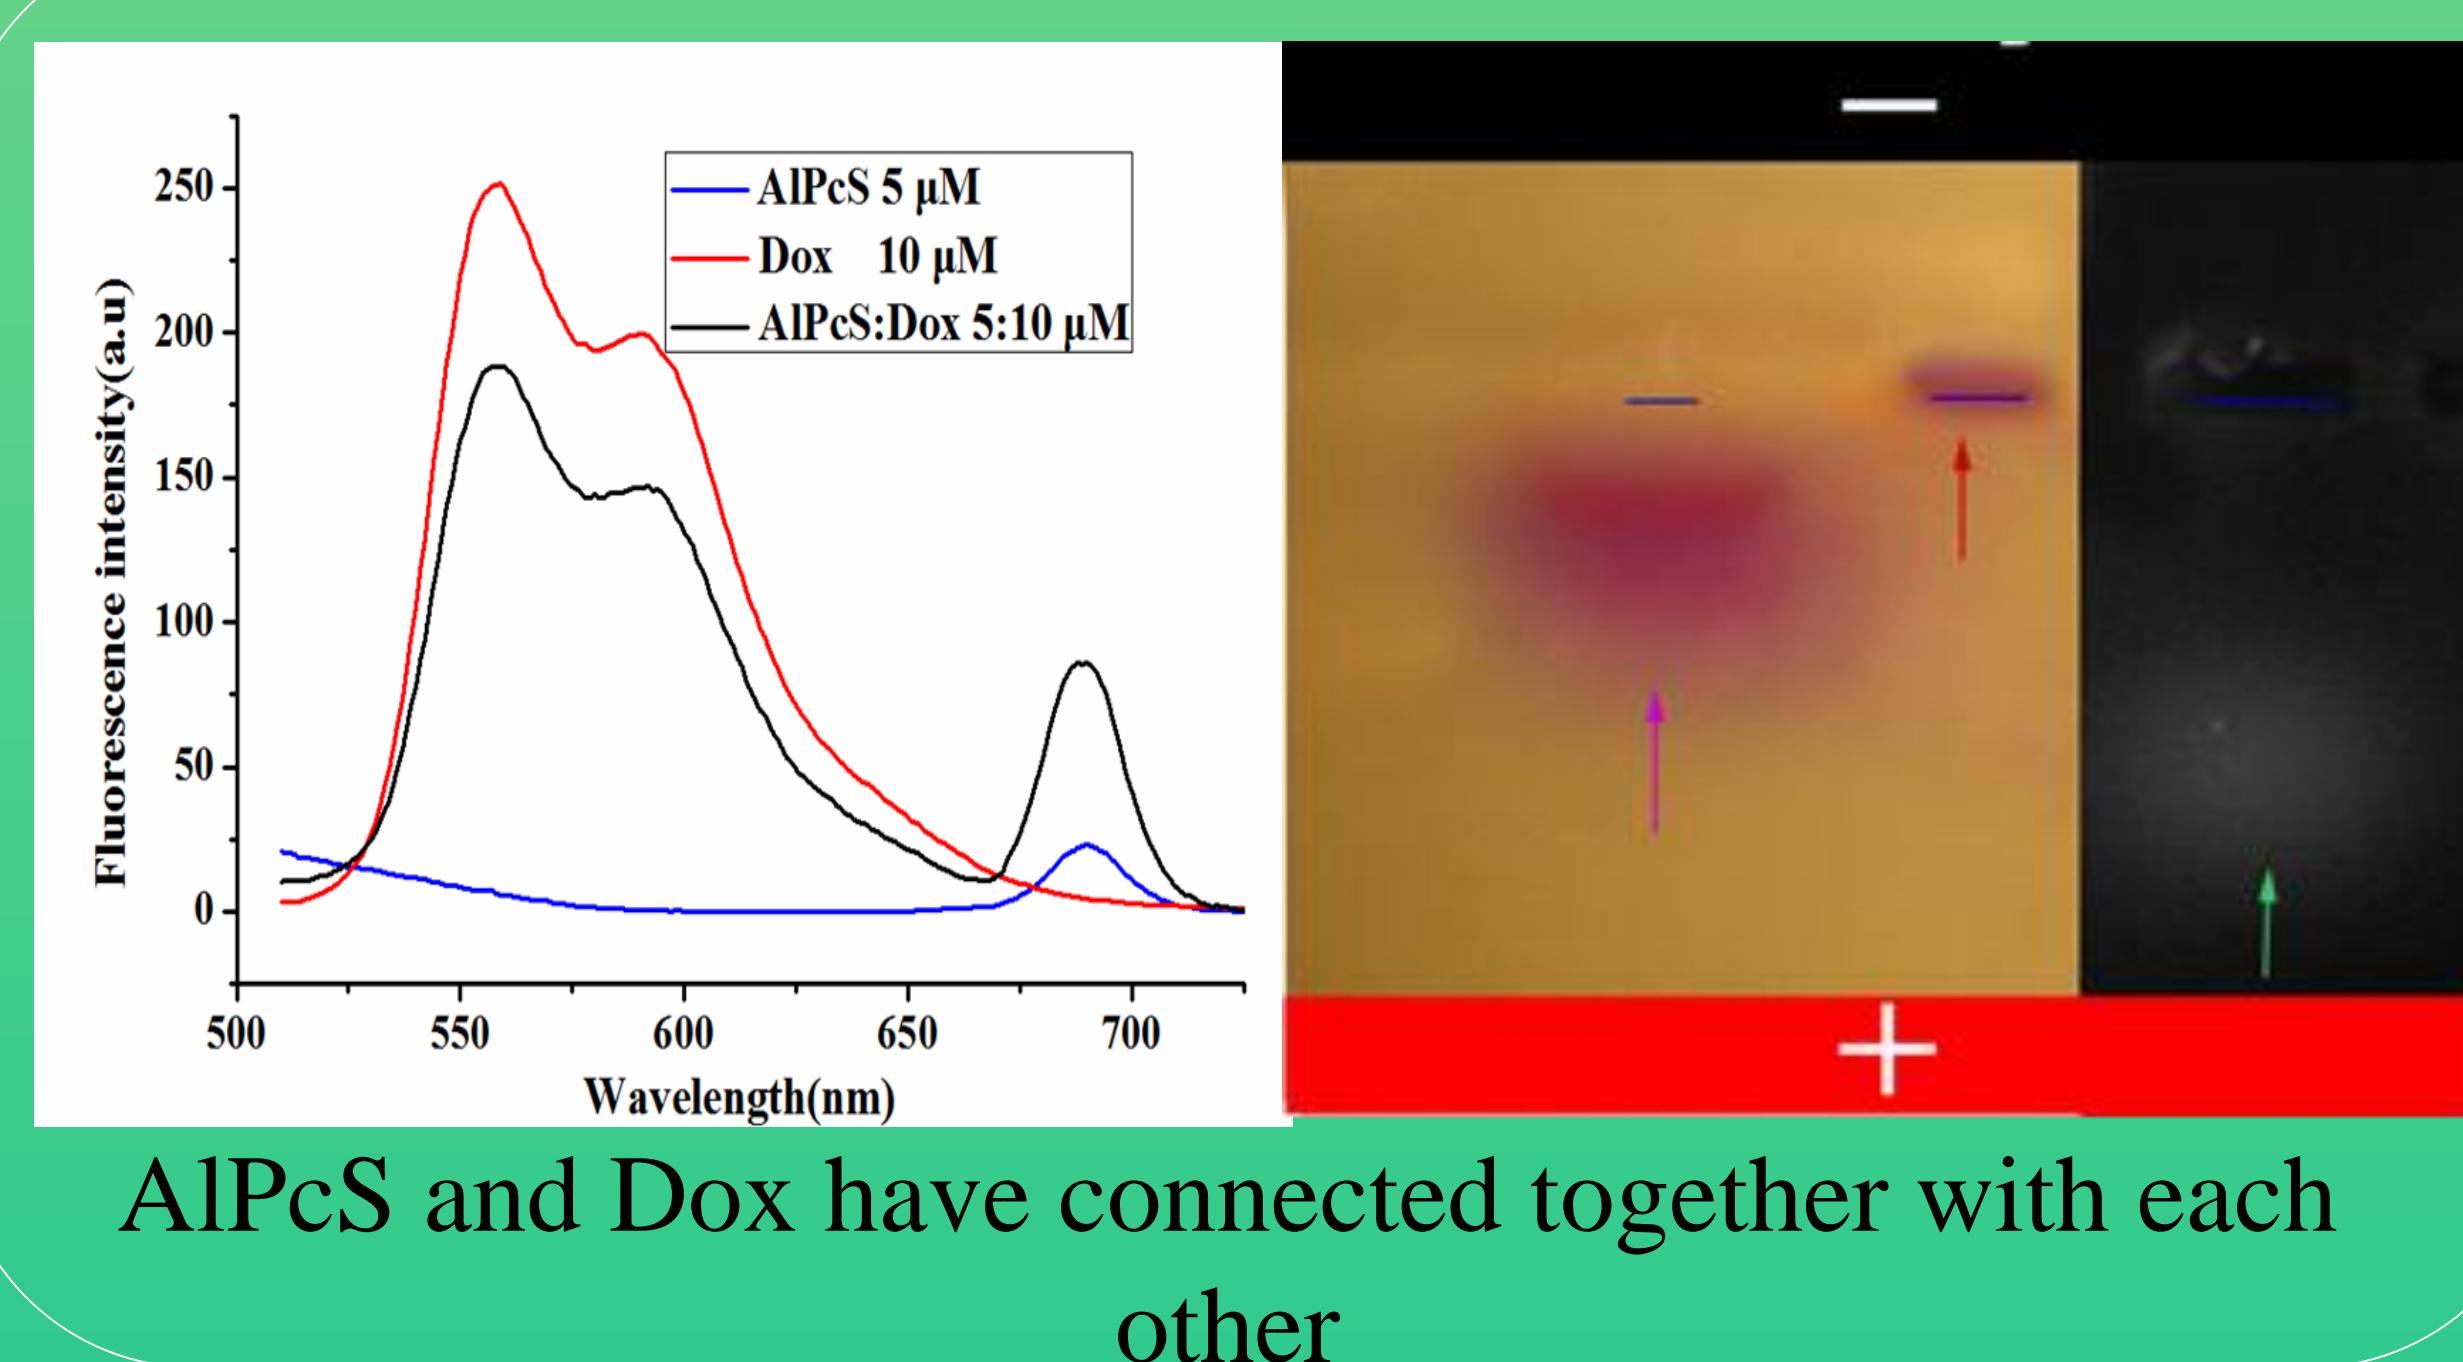 250
200
150
100
50
0
500 550 600 650 700
Fluorescence intensity(a.u)
Wavelength(nm)
AlPcS 5 μM
Dox 10 μM
AlPcS:Dox 5:10 μM
—
+
AlPcS and Dox have connected together with each
other